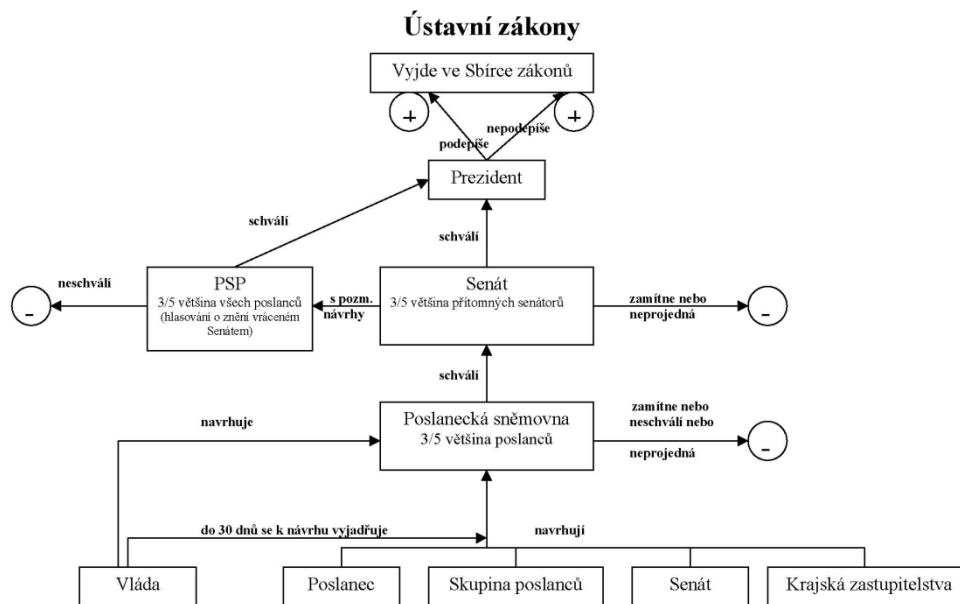 Ústavní zákony
Vyjde ve Sbírce zákonů
+
+
podepíše
nepodepíše
Prezident
schválí
schválí
neschválí
-
PSP
3/5 většina všech poslanců
(hlasování o znění vráceném
Senátem)
s pozm.
návrhy
Senát
3/5 většina přítomných senátorů
zamítne nebo
neprojedná
-
schválí
navrhuje
Poslanecká sněmovna
3/5 většina poslanců
zamítne nebo
neschválí nebo
neprojedná
-
do 30 dnů se k návrhu vyjadřuje
navrhují
Vláda
Poslanec
Skupina poslanců
Senát
Krajská zastupitelstva